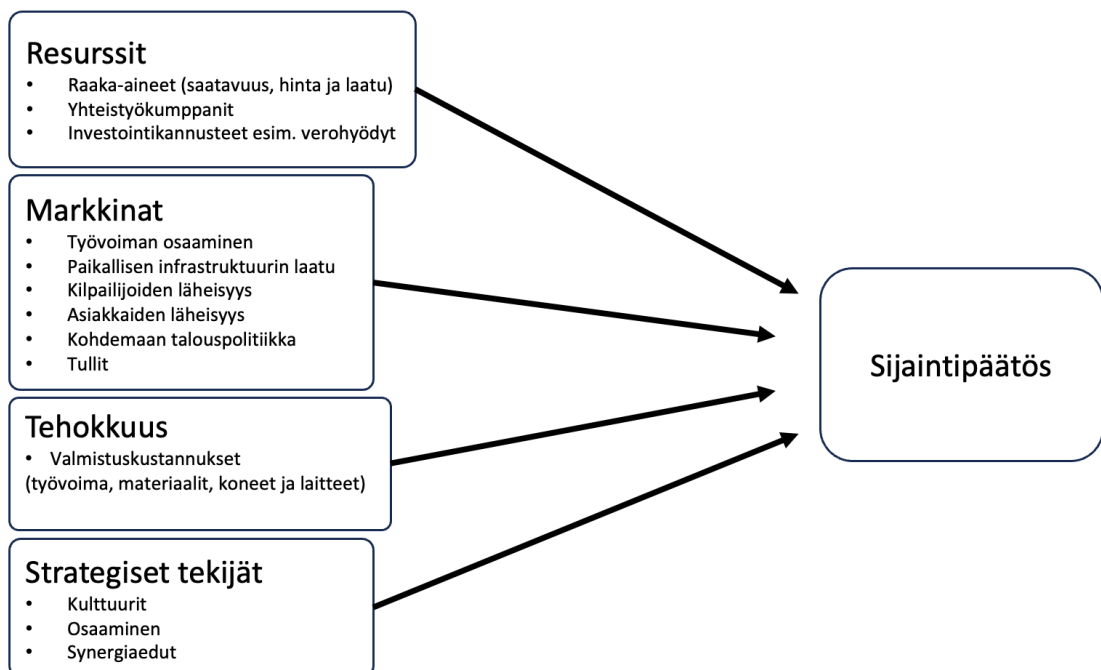 Resurssit
• Raaka-aineet (saatavuus, hinta ja laatu)
• Yhteistyökumppanit
• Investointikannusteet esim. verohyödyt
Markkinat
• Työvoiman osaaminen
• Paikallisen infrastruktuurin laatu
• Kilpailijoiden läheisyys
• Asiakkaiden läheisyys
• Kohdemaan talouspolitiikka
• Tullit
Tehokkuus
• Valmistuskustannukset
(työvoima, materiaalit, koneet ja laitteet)
Strategiset tekijät
• Kulttuurit
• Osaaminen
• Synergiaedut
Sijaintipäätös